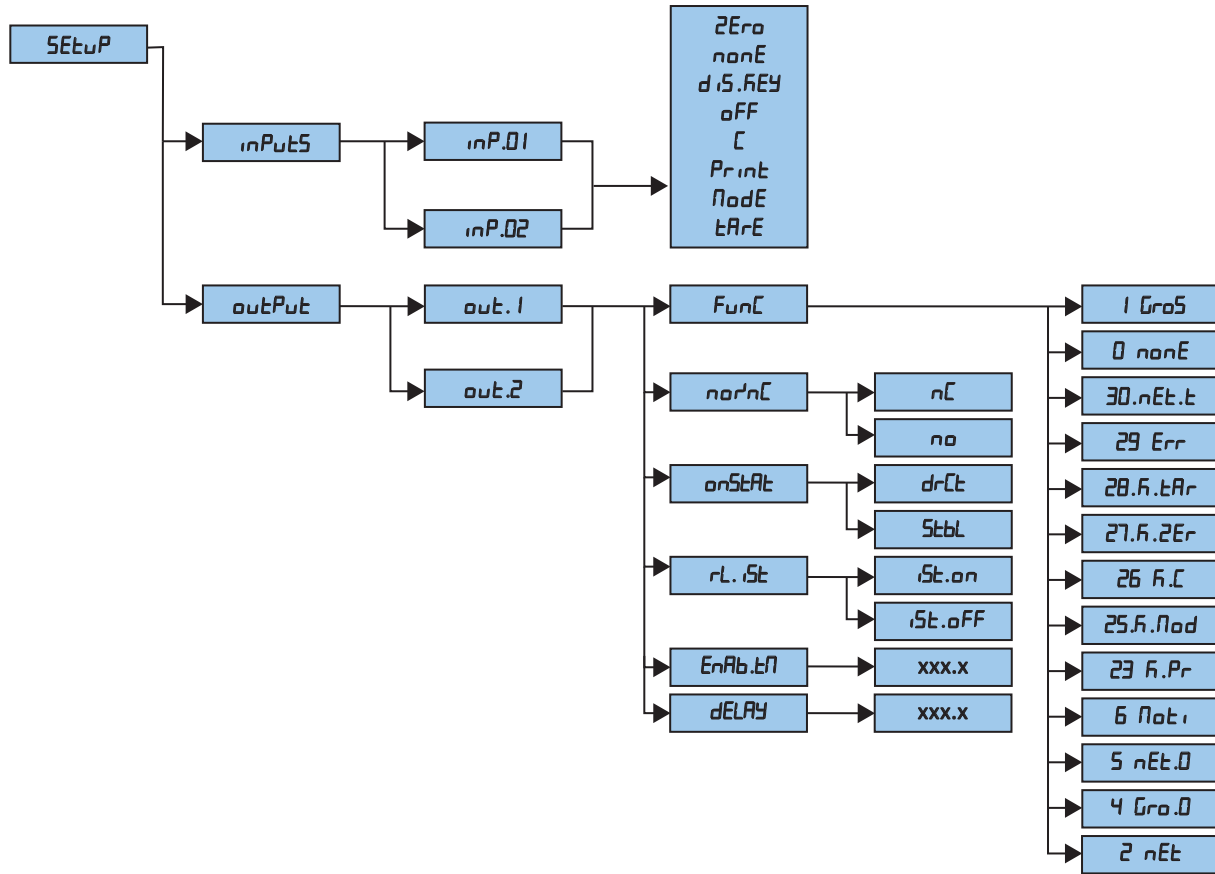 SEtuP
inPutS
inP.01
inP.02
2Ero
nonE
diS.KEY
oFF
C
Print
ModE
tArE
outPut
out.1
out.2
FunC
no/nC
nC
no
onStAt
drCt
StbL
rL.iSt
iSt.on
iSt.oFF
EnAb.tM
xxx.x
dELAY
xxx.x
1 GroS
0 nonE
30.nEt.t
29 Err
28.K.tAr
27.K.2Er
26 K.C
25.K.Mod
23 K.Pr
6 Moti
5 nEt.0
4 Gro.0
2 nEt